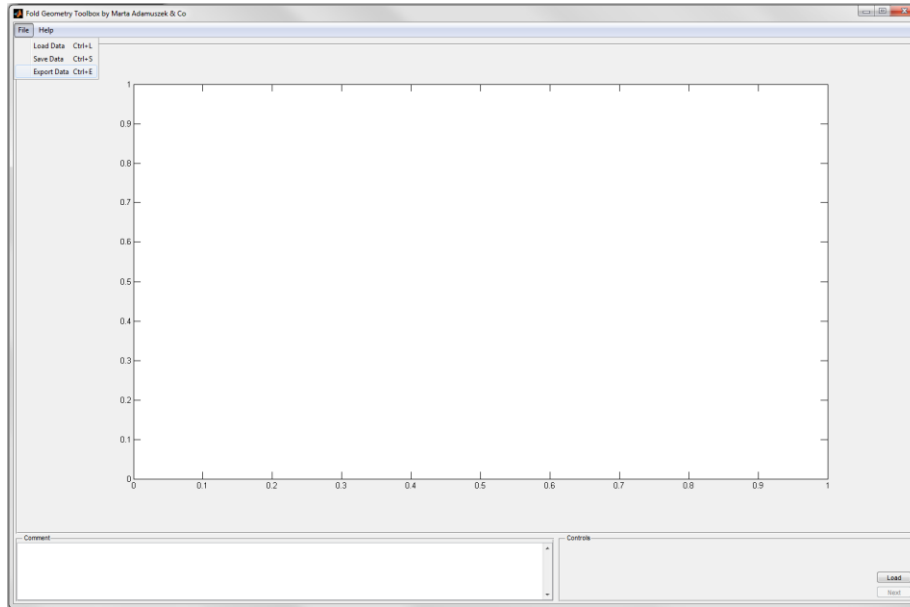 Fold Geometry Toolbox by Marta Adamuszek & Co
File Help
Load Data Ctrl+L
Save Data Ctrl+S
Export Data Ctrl+E
1
0.9
0.8
0.7
0.6
0.5
0.4
0.3
0.2
0.1
0
0 0.1 0.2 0.3 0.4 0.5 0.6 0.7 0.8 0.9 1
Comment
Controls
Load
Next